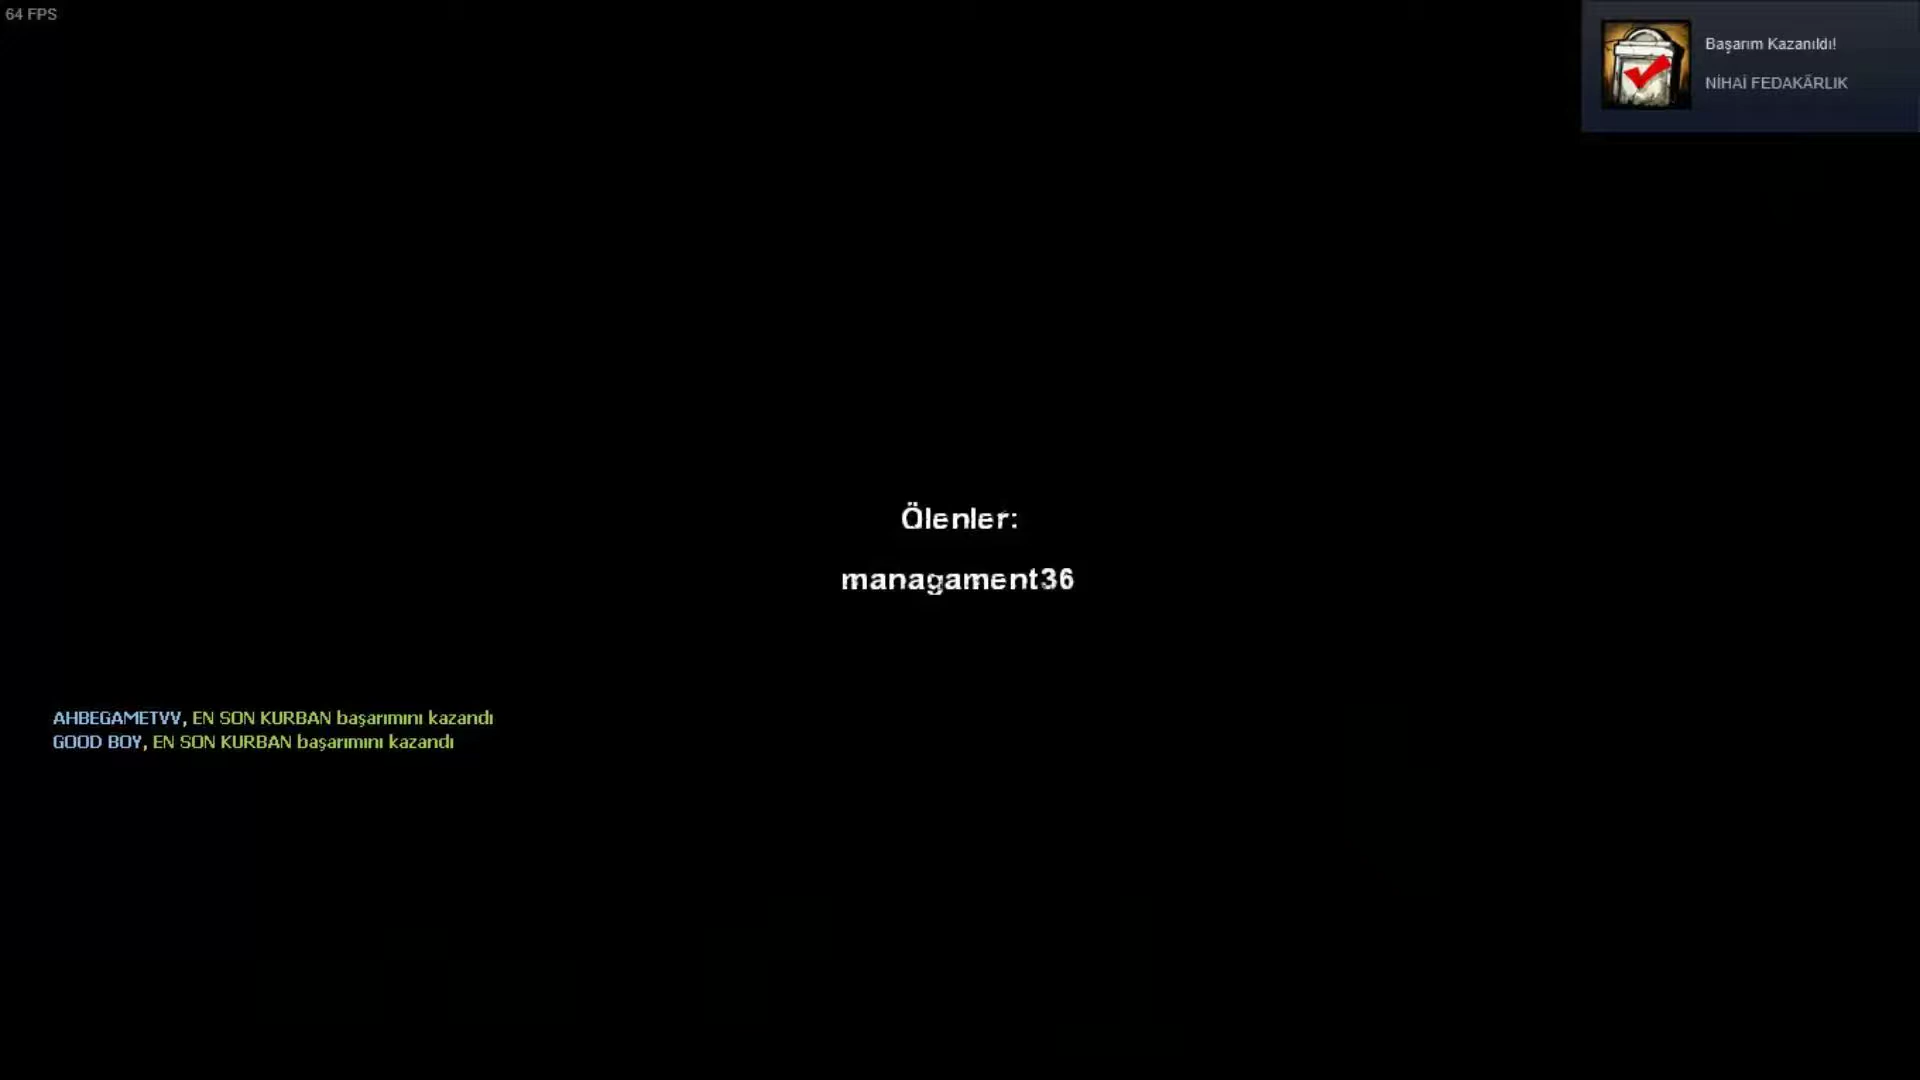 64 FPS
Başarım Kazanıldı!
NİHAİ FEDAKÂRLIK
Ölenler:
managament36
AHBEGAMETVV, EN SON KURBAN başarımını kazandı
GOOD BOY, EN SON KURBAN başarımını kazandı